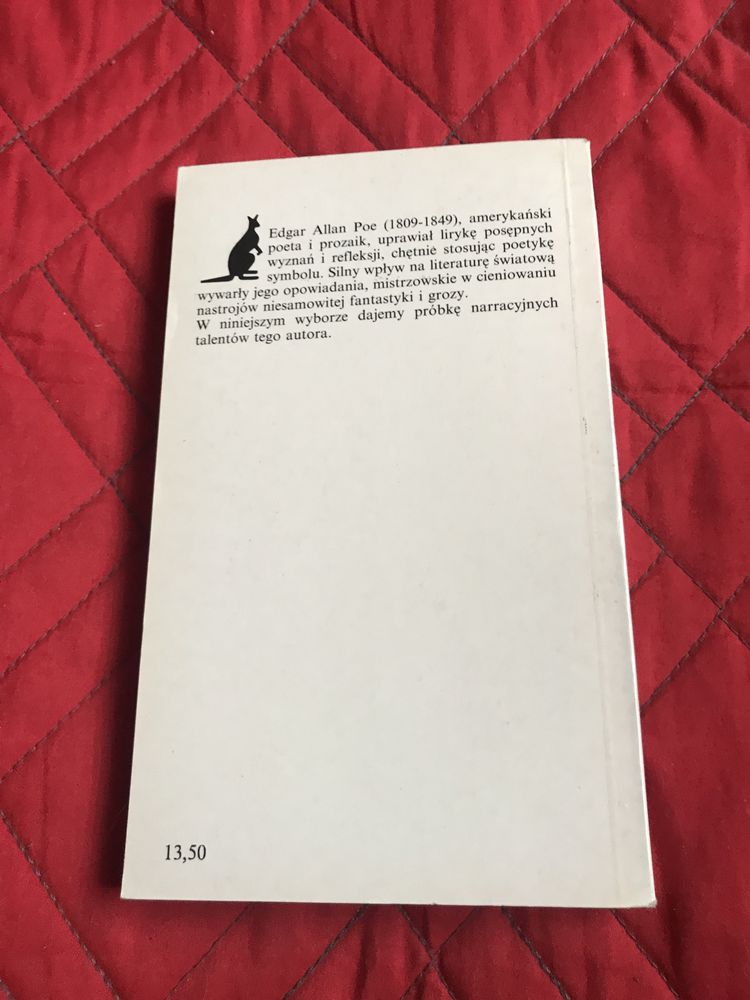 Edgar Allan Poe (1809-1849), amerykański
poeta i prozaik, uprawiał lirykę posępnych
wyznań i refleksji, chętnie stosując poetykę
symbolu. Silny wpływ na literaturę światową
wywarły jego opowiadania, mistrzowskie w cieniowaniu
nastrojów niesamowitej fantastyki i grozy.
W niniejszym wyborze dajemy próbkę narracyjnych
talentów tego autora.
13,50